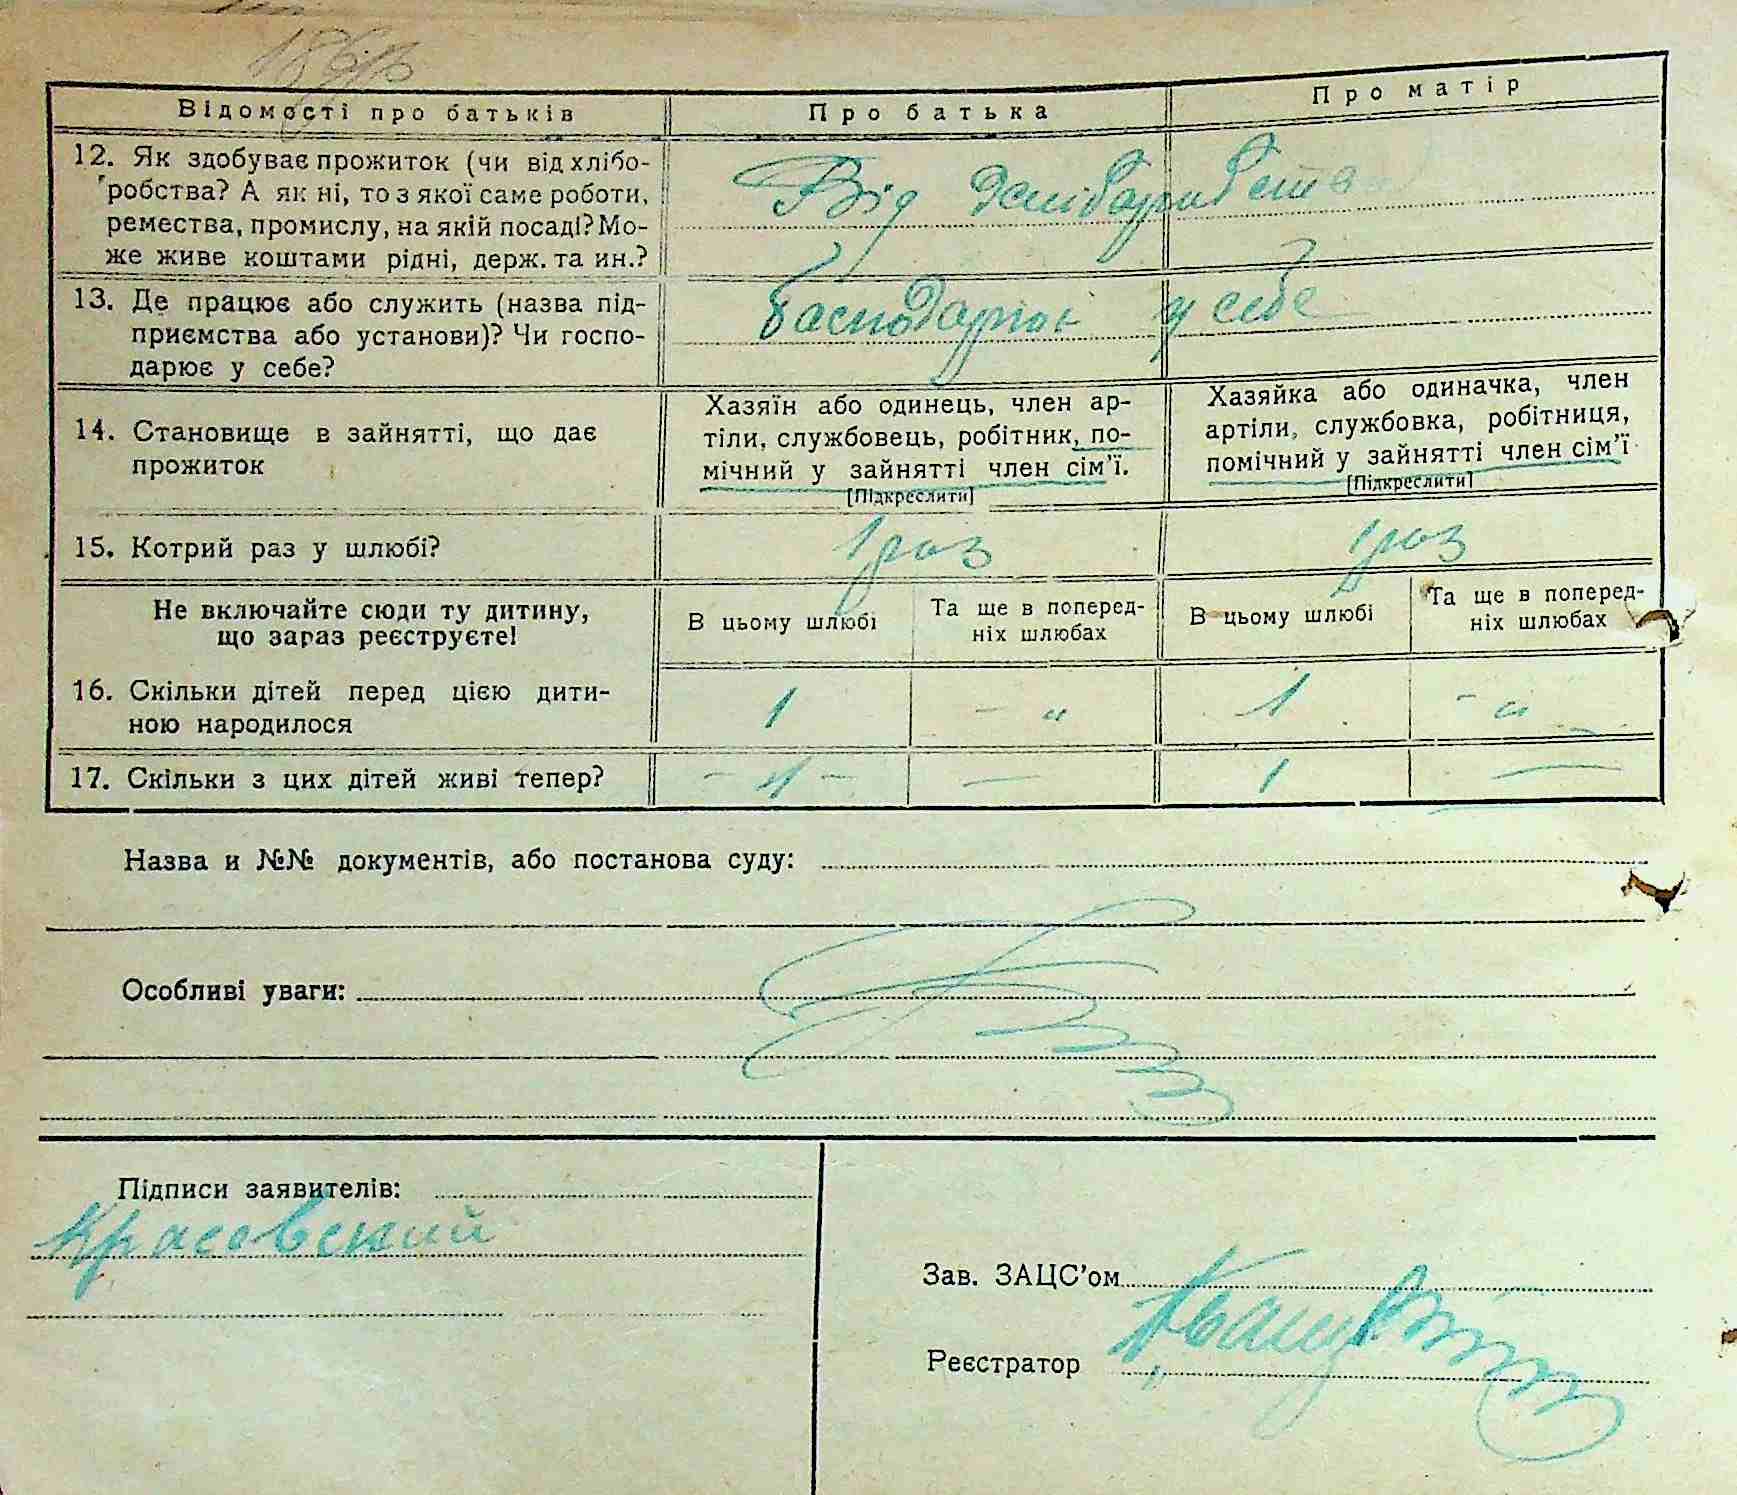 Відомості про батьків
Про батька
Про матір
12. Як здобуває прожиток (чи від хлібо-
робства? А як ні, то з якої саме роботи,
ремества, промислу, на якій посаді? Мо-
же живе коштами рідні, держ. та ин.?
Від
13. Де працює або служить (назва під-
приємства або установи)? Чи госпо-
дарює у себе?
у себе
14. Становище в зайнятті, що дає
прожиток
Хазяїн або одинець, член ар-
тіли, службовець, робітник, по-
мічний у зайнятті член сім'ї.
[Підкреслити]
Хазяйка або одиначка, член
артіли, службовка, робітниця,
помічний у зайнятті член сім'ї.
[Підкреслити]
15. Котрий раз у шлюбі?
1 раз
1 раз
Не включайте сюди ту дитину,
що зараз реєструєте!
В цьому шлюбі
Та ще в поперед-
ніх шлюбах
В цьому шлюбі
Та ще в поперед-
ніх шлюбах
16. Скільки дітей перед цією дити-
ною народилося
1
- "
1
- " -
17. Скільки з цих дітей живі тепер?
- 1 -
—
1
—
Назва и №№ документів, або постанова суду:
Особливі уваги:
Підписи заявителів:
Красовский
Зав. ЗАЦС'ом
Реєстратор